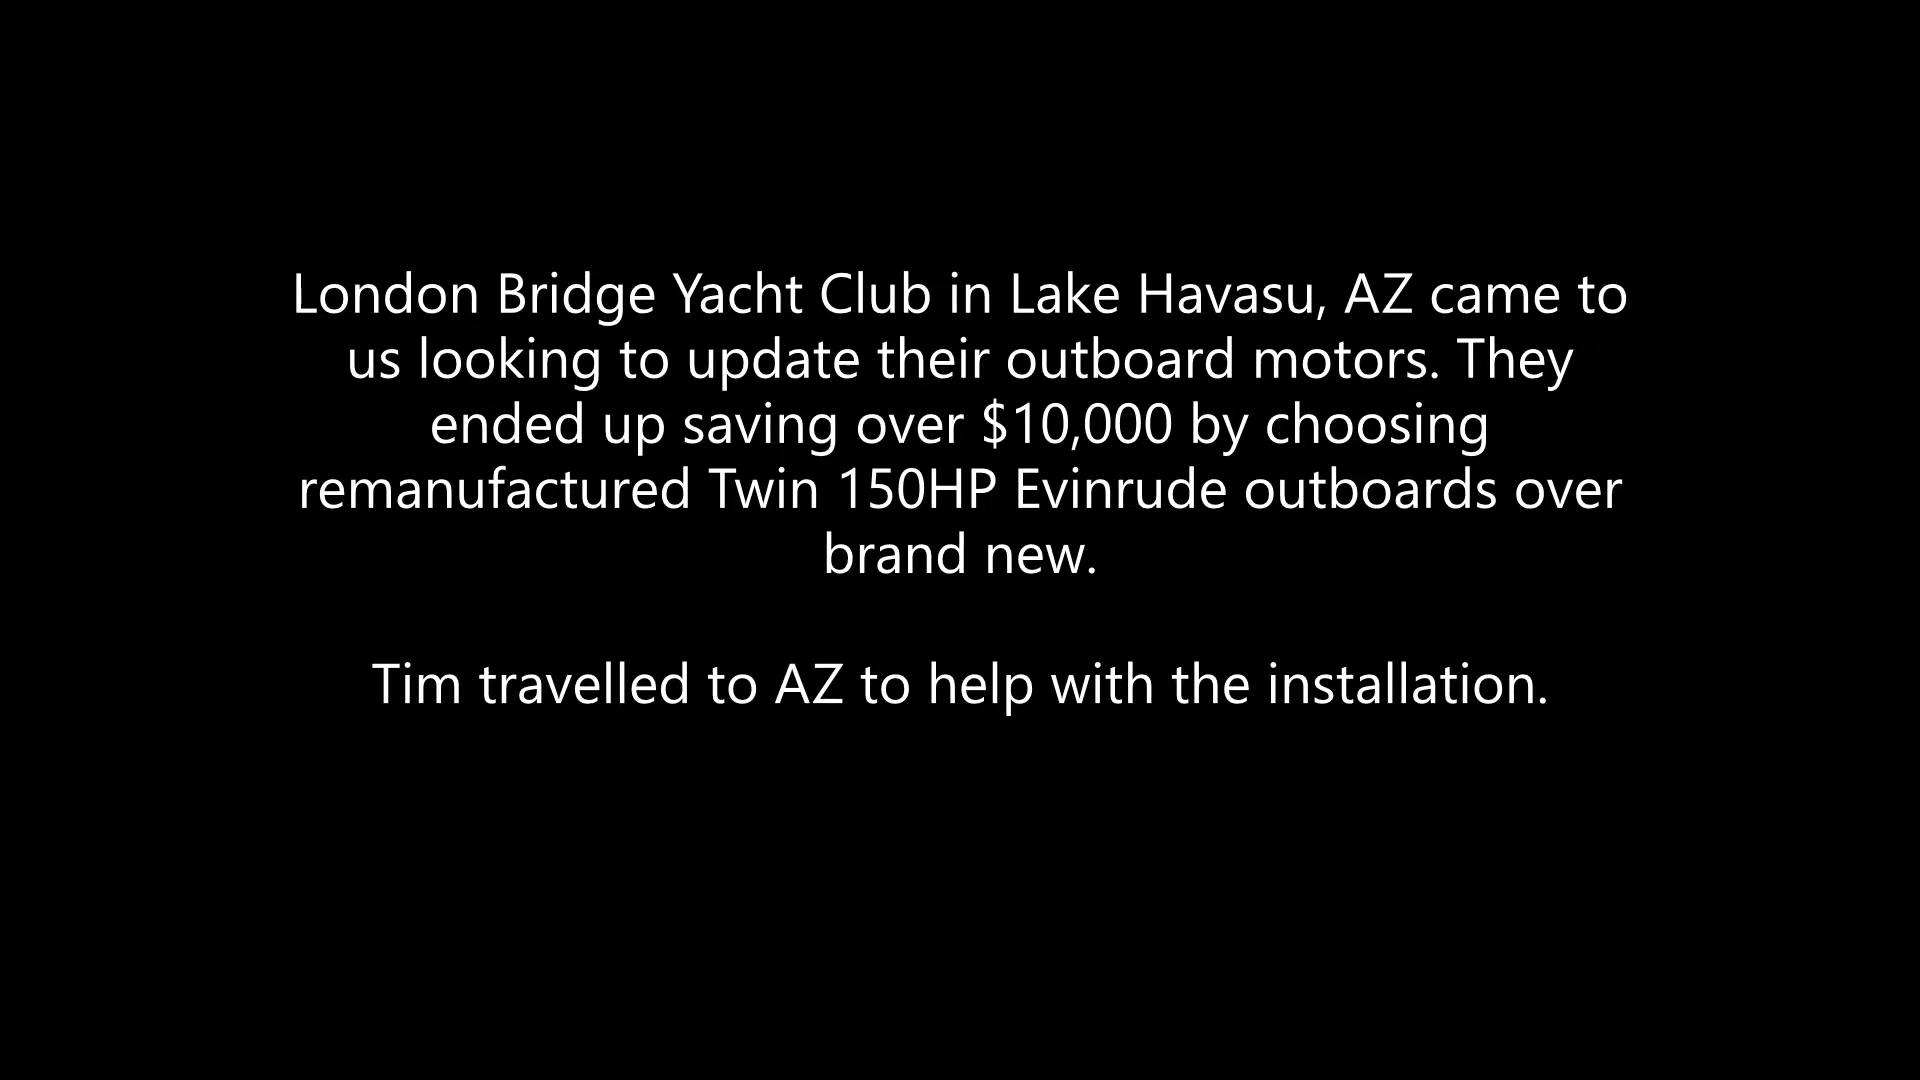 London Bridge Yacht Club in Lake Havasu, AZ came to
us looking to update their outboard motors. They
ended up saving over $10,000 by choosing
remanufactured Twin 150HP Evinrude outboards over
brand new.
Tim travelled to AZ to help with the installation.